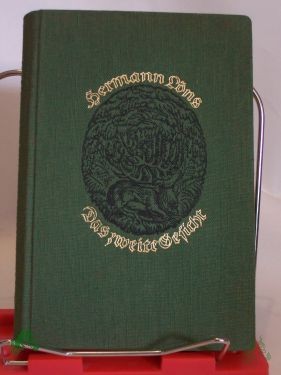 Hermann Löns
Das zweite Gesicht